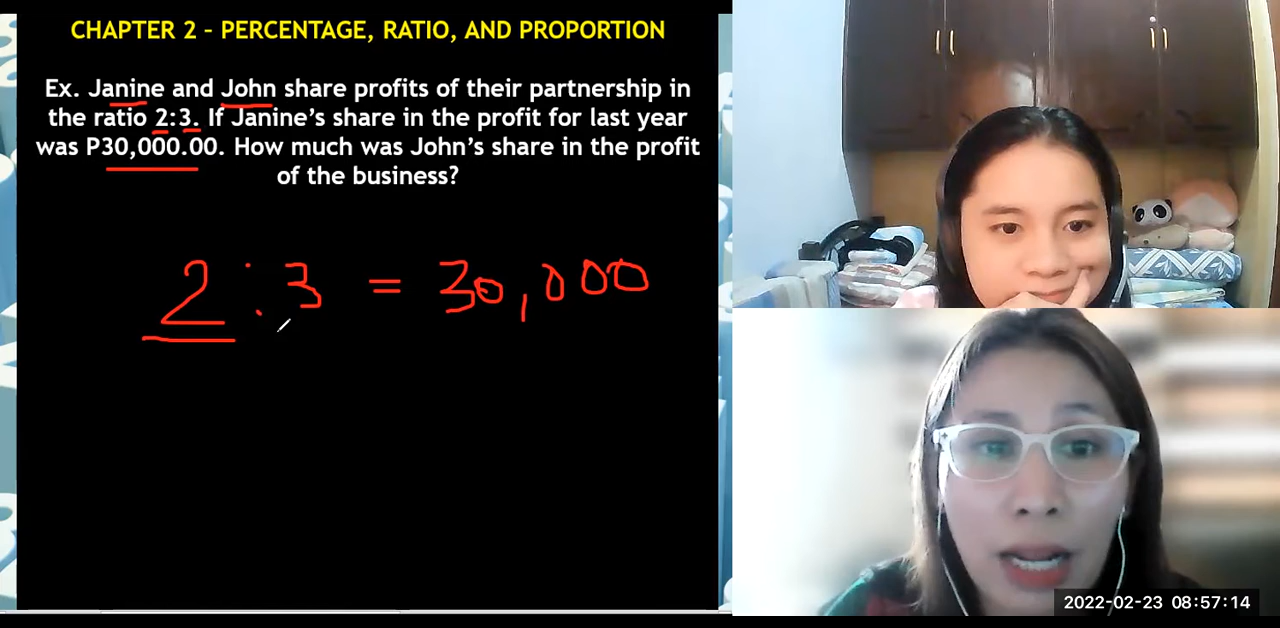 CHAPTER 2 – PERCENTAGE, RATIO, AND PROPORTION
Ex. Janine and John share profits of their partnership in
the ratio 2:3. If Janine’s share in the profit for last year
was P30,000.00. How much was John’s share in the profit
of the business?
2 : 3 = 30,000
2022-02-23 08:57:14